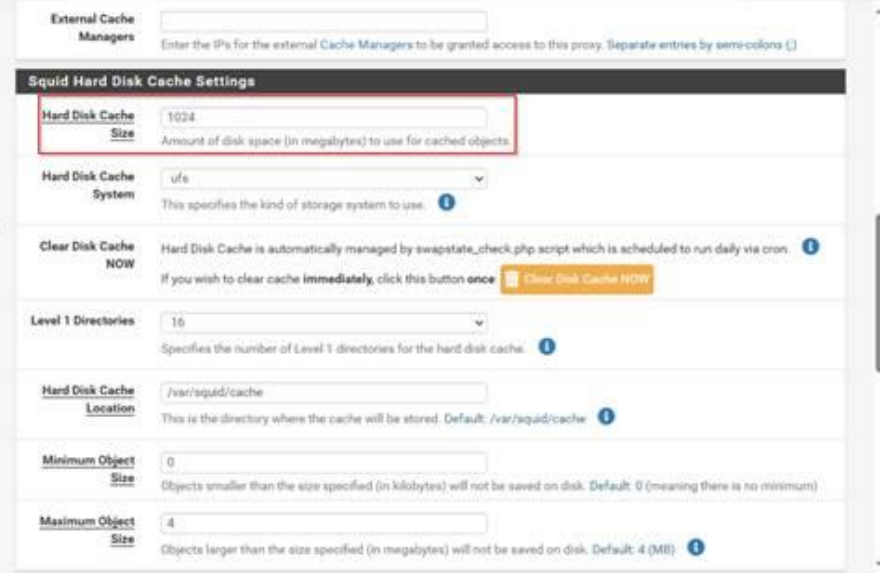 External Cache
Managers
Enter the IPs for the external Cache Managers to be granted access to this proxy. Separate entries by semi-colons (;)
Squid Hard Disk Cache Settings
Hard Disk Cache
Size
1024
Amount of disk space (in megabytes) to use for cached objects.
Hard Disk Cache
System
ufs
This specifies the kind of storage system to use.
Clear Disk Cache
NOW
Hard Disk Cache is automatically managed by swapstate_check.php script which is scheduled to run daily via cron.
If you wish to clear cache immediately, click this button once: Clear Disk Cache NOW
Level 1 Directories
16
Specifies the number of Level 1 directories for the hard disk cache.
Hard Disk Cache
Location
/var/squid/cache
This is the directory where the cache will be stored. Default: /var/squid/cache
Minimum Object
Size
0
Objects smaller than the size specified (in kilobytes) will not be saved on disk. Default: 0 (meaning there is no minimum)
Maximum Object
Size
4
Objects larger than the size specified (in megabytes) will not be saved on disk. Default: 4 (MB)